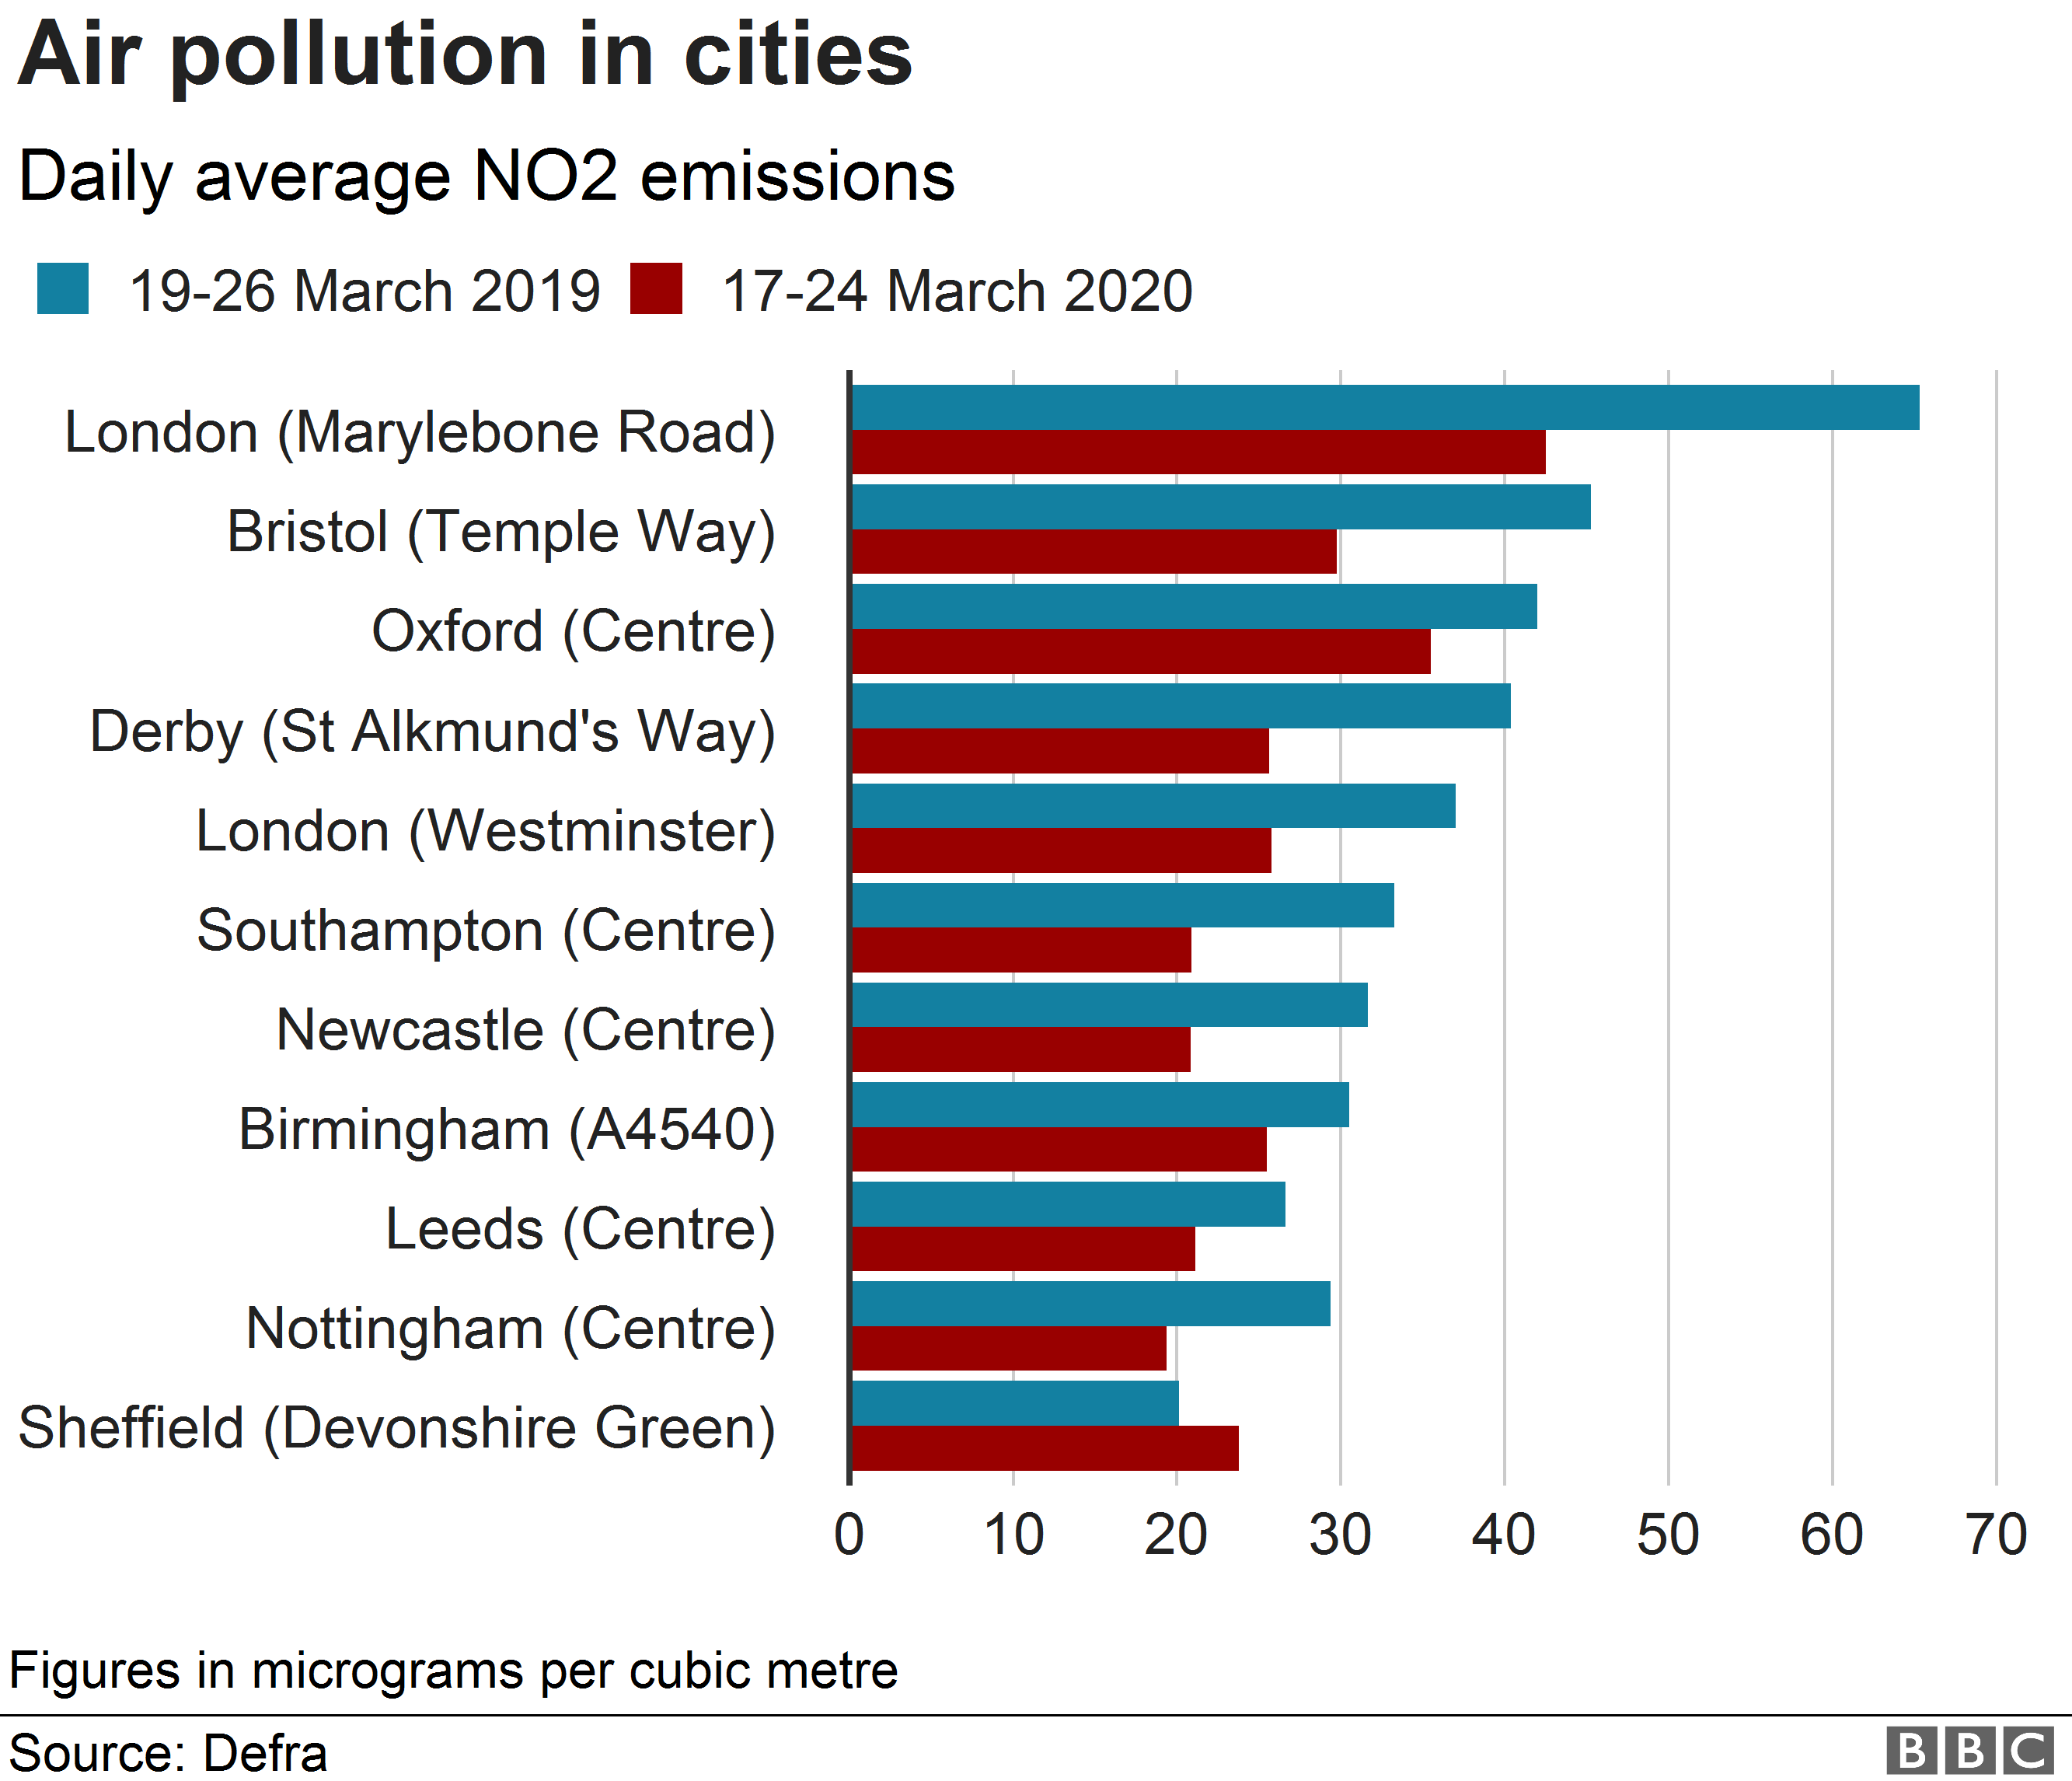 Air pollution in cities
Daily average NO2 emissions
19-26 March 2019 17-24 March 2020
London (Marylebone Road)
Bristol (Temple Way)
Oxford (Centre)
Derby (St Alkmund's Way)
London (Westminster)
Southampton (Centre)
Newcastle (Centre)
Birmingham (A4540)
Leeds (Centre)
Nottingham (Centre)
Sheffield (Devonshire Green)
0 10 20 30 40 50 60 70
Figures in micrograms per cubic metre
Source: Defra
BBC